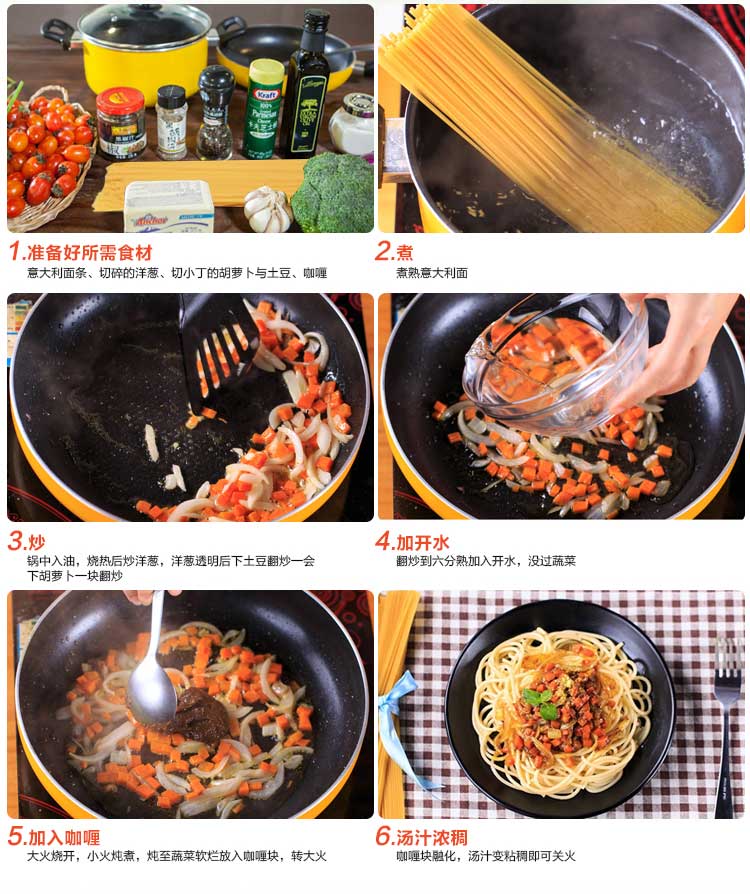 Kraft
100%
Parmesan
Cheese
卡夫芝士粉
Anchor
1.准备好所需食材
意大利面条、切碎的洋葱、切小丁的胡萝卜与土豆、咖喱
2.煮
煮熟意大利面
3.炒
锅中入油，烧热后炒洋葱，洋葱透明后下土豆翻炒一会
下胡萝卜一块翻炒
4.加开水
翻炒到六分熟加入开水，没过蔬菜
5.加入咖喱
大火烧开，小火炖煮，炖至蔬菜软烂放入咖喱块，转大火
6.汤汁浓稠
咖喱块融化，汤汁变粘稠即可关火